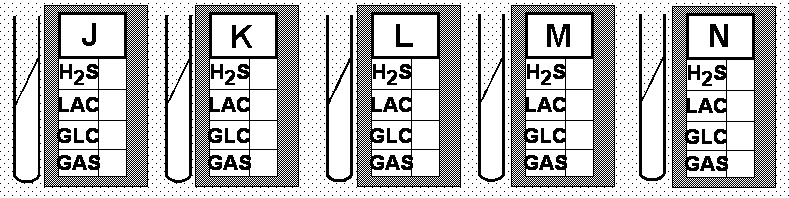 J K L M N
H2S H2S H2S H2S H2S
LAC LAC LAC LAC LAC
GLC GLC GLC GLC GLC
GAS GAS GAS GAS GAS